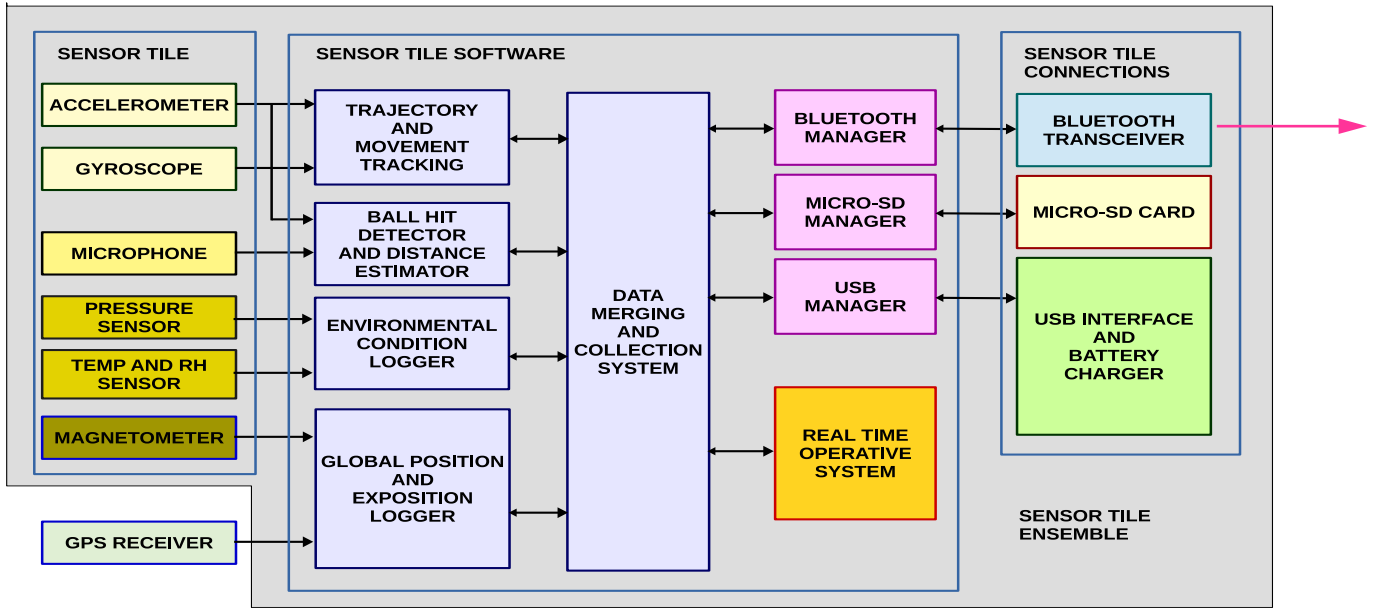 SENSOR TILE
ACCELEROMETER
GYROSCOPE
MICROPHONE
PRESSURE
SENSOR
TEMP AND RH
SENSOR
MAGNETOMETER
GPS RECEIVER
SENSOR TILE SOFTWARE
TRAJECTORY
AND
MOVEMENT
TRACKING
BALL HIT
DETECTOR
AND DISTANCE
ESTIMATOR
ENVIRONMENTAL
CONDITION
LOGGER
GLOBAL POSITION
AND
EXPOSITION
LOGGER
DATA
MERGING
AND
COLLECTION
SYSTEM
BLUETOOTH
MANAGER
MICRO-SD
MANAGER
USB
MANAGER
REAL TIME
OPERATIVE
SYSTEM
SENSOR TILE
CONNECTIONS
BLUETOOTH
TRANSCEIVER
MICRO-SD CARD
USB INTERFACE
AND
BATTERY
CHARGER
SENSOR TILE
ENSEMBLE